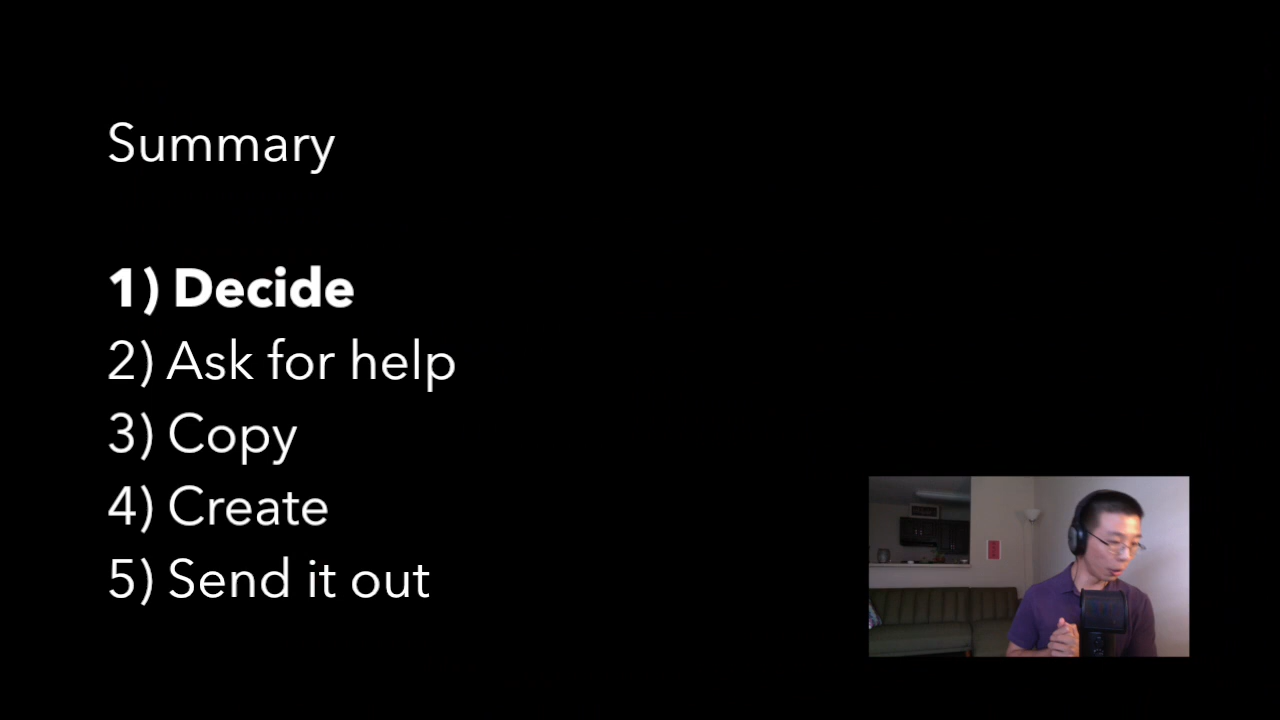 Summary
1) Decide
2) Ask for help
3) Copy
4) Create
5) Send it out